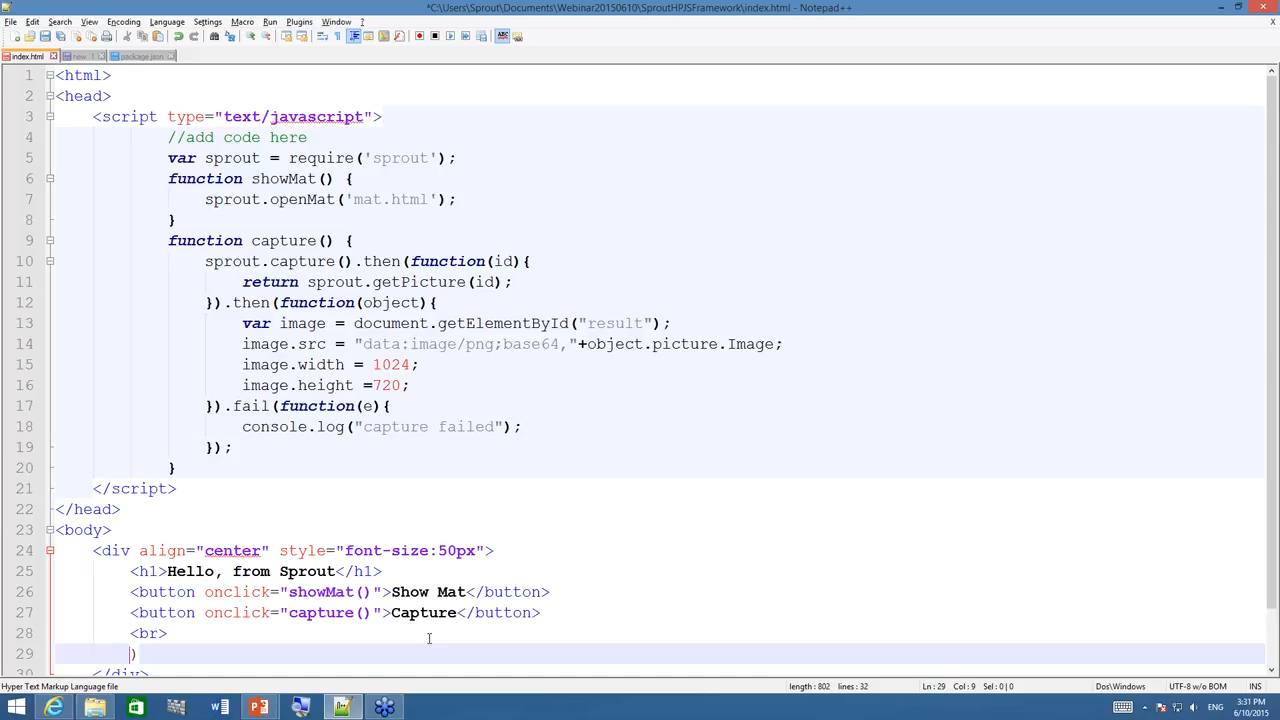 *C:\Users\Sprout\Documents\Webinar20150610\SproutHPJSFramework\index.html - Notepad++
File Edit Search View Encoding Language Settings Macro Run Plugins Window ?
index.html new 1 package.json
1 <html>
2 <head>
3 <script type="text/javascript">
4 //add code here
5 var sprout = require('sprout');
6 function showMat() {
7 sprout.openMat('mat.html');
8 }
9 function capture() {
10 sprout.capture().then(function(id){
11 return sprout.getPicture(id);
12 }).then(function(object){
13 var image = document.getElementById("result");
14 image.src = "data:image/png;base64,"+object.picture.Image;
15 image.width = 1024;
16 image.height =720;
17 }).fail(function(e){
18 console.log("capture failed");
19 });
20 }
21 </script>
22 </head>
23 <body>
24 <div align="center" style="font-size:50px">
25 <h1>Hello, from Sprout</h1>
26 <button onclick="showMat()">Show Mat</button>
27 <button onclick="capture()">Capture</button>
28 <br>
29 )
30 </div>
Hyper Text Markup Language file length : 802 lines : 32 Ln : 29 Col : 9 Sel : 0 | 0 Dos\Windows UTF-8 w/o BOM INS
ENG 3:31 PM
6/10/2015